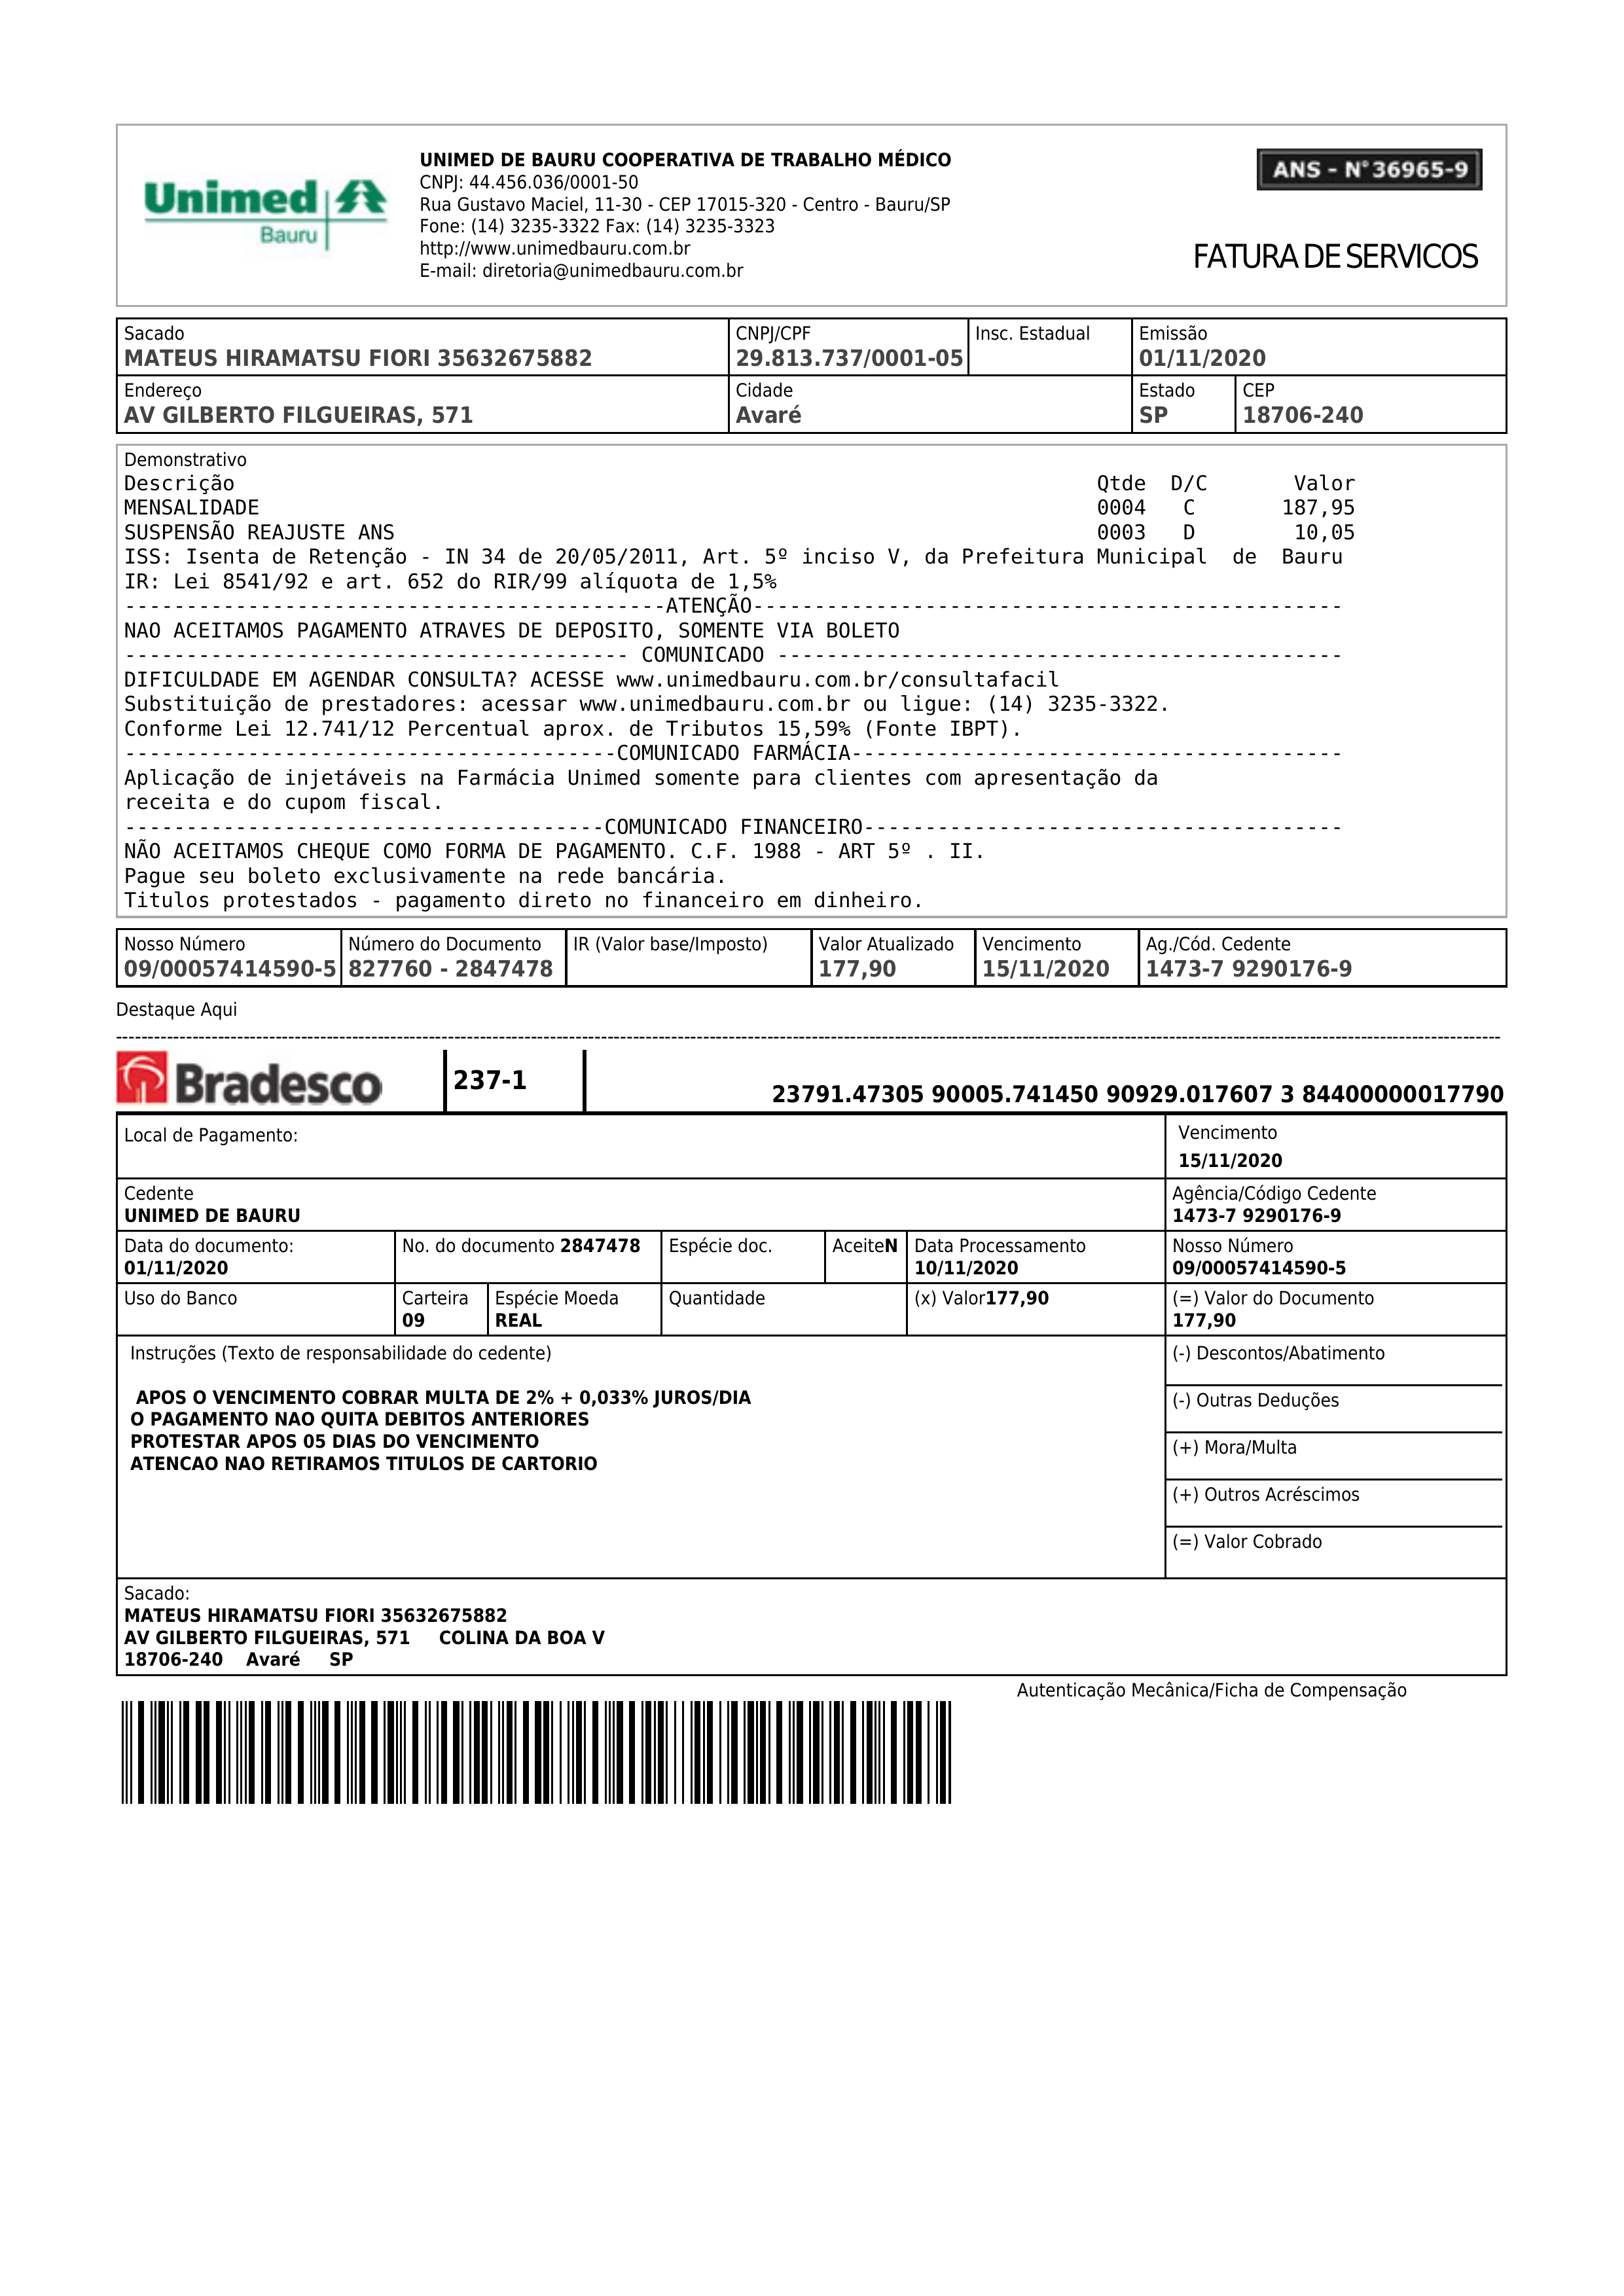 Unimed
Bauru
UNIMED DE BAURU COOPERATIVA DE TRABALHO MÉDICO
CNPJ: 44.456.036/0001-50
Rua Gustavo Maciel, 11-30 - CEP 17015-320 - Centro - Bauru/SP
Fone: (14) 3235-3322 Fax: (14) 3235-3323
http://www.unimedbauru.com.br
E-mail: diretoria@unimedbauru.com.br
ANS - Nº 36965-9
FATURA DE SERVICOS
Sacado CNPJ/CPF Insc. Estadual Emissão
MATEUS HIRAMATSU FIORI 35632675882 29.813.737/0001-05 01/11/2020
Endereço Cidade Estado CEP
AV GILBERTO FILGUEIRAS, 571 Avaré SP 18706-240
Demonstrativo
Descrição Qtde D/C Valor
MENSALIDADE 0004 C 187,95
SUSPENSÃO REAJUSTE ANS 0003 D 10,05
ISS: Isenta de Retenção - IN 34 de 20/05/2011, Art. 5º inciso V, da Prefeitura Municipal de Bauru
IR: Lei 8541/92 e art. 652 do RIR/99 alíquota de 1,5%
--------------------------------------------ATENÇÃO------------------------------------------------
NAO ACEITAMOS PAGAMENTO ATRAVES DE DEPOSITO, SOMENTE VIA BOLETO
----------------------------------------- COMUNICADO ----------------------------------------------
DIFICULDADE EM AGENDAR CONSULTA? ACESSE www.unimedbauru.com.br/consultafacil
Substituição de prestadores: acessar www.unimedbauru.com.br ou ligue: (14) 3235-3322.
Conforme Lei 12.741/12 Percentual aprox. de Tributos 15,59% (Fonte IBPT).
----------------------------------------COMUNICADO FARMÁCIA----------------------------------------
Aplicação de injetáveis na Farmácia Unimed somente para clientes com apresentação da
receita e do cupom fiscal.
---------------------------------------COMUNICADO FINANCEIRO---------------------------------------
NÃO ACEITAMOS CHEQUE COMO FORMA DE PAGAMENTO. C.F. 1988 - ART 5º . II.
Pague seu boleto exclusivamente na rede bancária.
Titulos protestados - pagamento direto no financeiro em dinheiro.
Nosso Número Número do Documento IR (Valor base/Imposto) Valor Atualizado Vencimento Ag./Cód. Cedente
09/00057414590-5 827760 - 2847478 177,90 15/11/2020 1473-7 9290176-9
Destaque Aqui
Bradesco 237-1 23791.47305 90005.741450 90929.017607 3 84400000017790
Local de Pagamento: Vencimento
15/11/2020
Cedente Agência/Código Cedente
UNIMED DE BAURU 1473-7 9290176-9
Data do documento: No. do documento 2847478 Espécie doc. AceiteN Data Processamento Nosso Número
01/11/2020 10/11/2020 09/00057414590-5
Uso do Banco Carteira Espécie Moeda Quantidade (x) Valor177,90 (=) Valor do Documento
09 REAL 177,90
Instruções (Texto de responsabilidade do cedente) (-) Descontos/Abatimento
APOS O VENCIMENTO COBRAR MULTA DE 2% + 0,033% JUROS/DIA
(-) Outras Deduções
O PAGAMENTO NAO QUITA DEBITOS ANTERIORES
PROTESTAR APOS 05 DIAS DO VENCIMENTO
(+) Mora/Multa
ATENCAO NAO RETIRAMOS TITULOS DE CARTORIO
(+) Outros Acréscimos
(=) Valor Cobrado
Sacado:
MATEUS HIRAMATSU FIORI 35632675882
AV GILBERTO FILGUEIRAS, 571 COLINA DA BOA V
18706-240 Avaré SP
Autenticação Mecânica/Ficha de Compensação